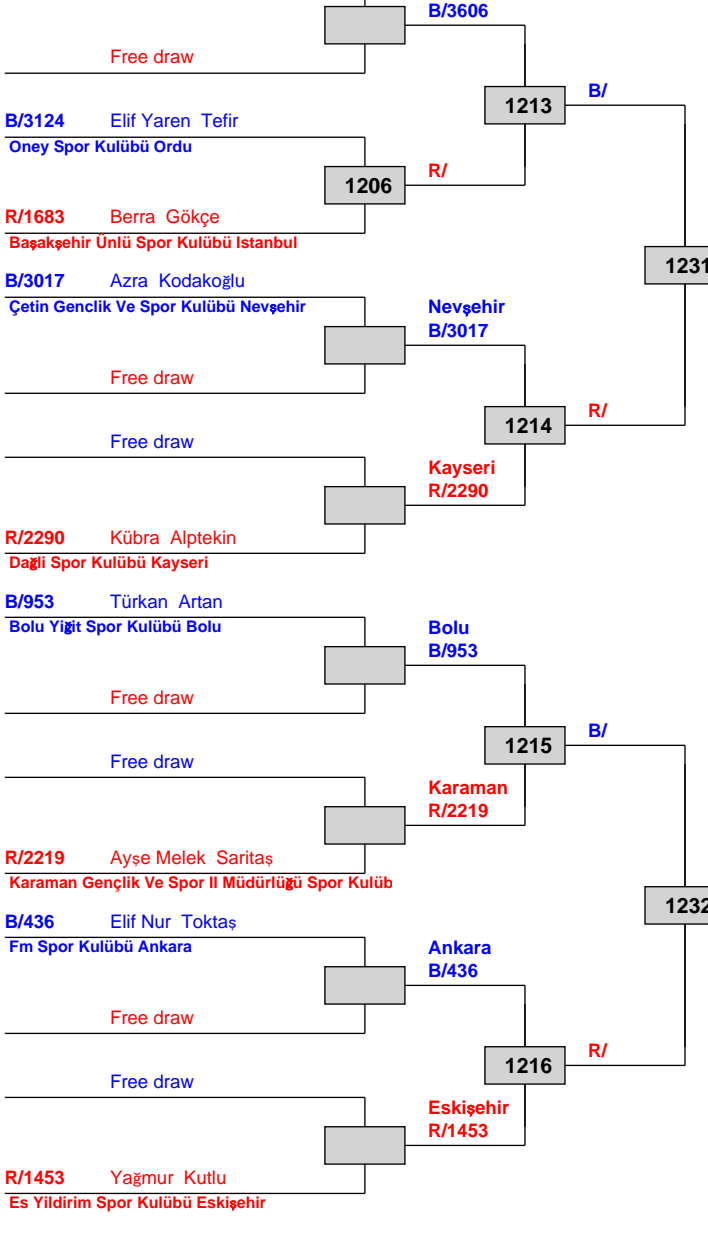 B/3606
Free draw
B/
1213
B/3124 Elif Yaren Tefir
Oney Spor Kulübü Ordu
R/
1206
R/1683 Berra Gökçe
Başakşehir Ünlü Spor Kulübü Istanbul
1231
B/3017 Azra Kodakoğlu
Çetin Genclik Ve Spor Kulübü Nevşehir
Nevşehir
B/3017
Free draw
R/
1214
Free draw
Kayseri
R/2290
R/2290 Kübra Alptekin
Dağli Spor Kulübü Kayseri
B/953 Türkan Artan
Bolu Yiğit Spor Kulübü Bolu
Bolu
B/953
Free draw
B/
1215
Free draw
Karaman
R/2219
R/2219 Ayşe Melek Saritaş
Karaman Gençlik Ve Spor Il Müdürlüğü Spor Kulüb
1232
B/436 Elif Nur Toktaş
Fm Spor Kulübü Ankara
Ankara
B/436
Free draw
R/
1216
Free draw
Eskişehir
R/1453
R/1453 Yağmur Kutlu
Es Yildirim Spor Kulübü Eskişehir